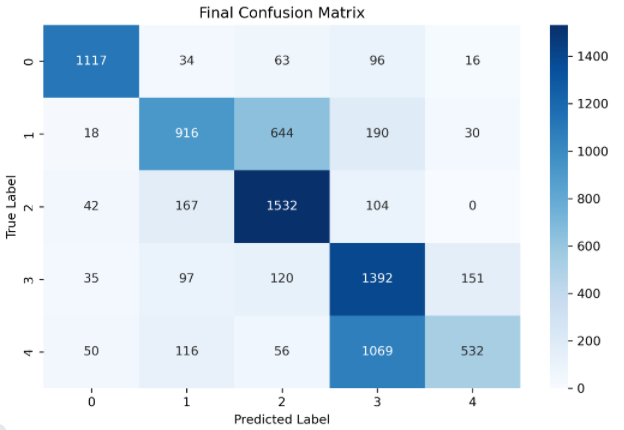 Final Confusion Matrix
0 1117 34 63 96 16
1 18 916 644 190 30
2 42 167 1532 104 0
3 35 97 120 1392 151
4 50 116 56 1069 532
0 1 2 3 4
True Label
Predicted Label
1400
1200
1000
800
600
400
200
0